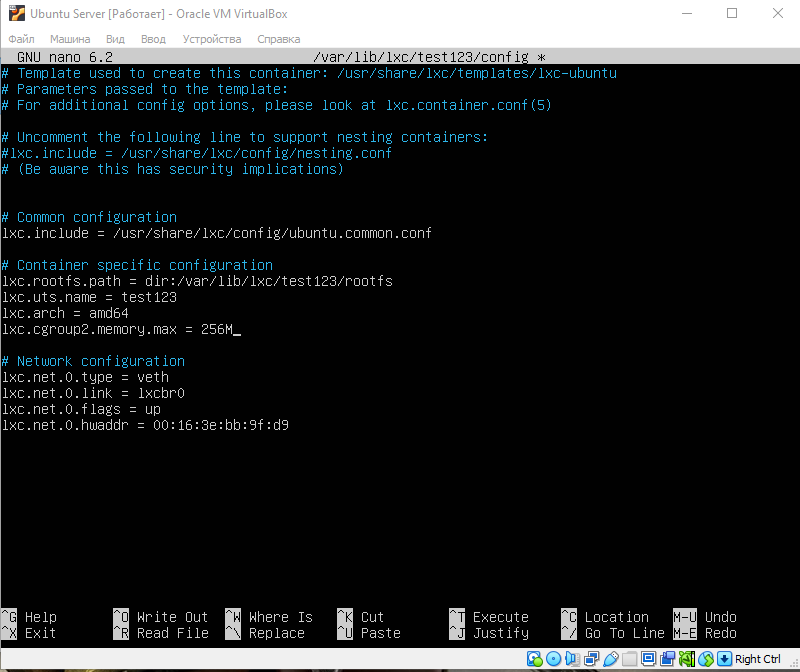 Ubuntu Server [Работает] - Oracle VM VirtualBox
Файл Машина Вид Ввод Устройства Справка
GNU nano 6.2 /var/lib/lxc/test123/config *
# Template used to create this container: /usr/share/lxc/templates/lxc-ubuntu
# Parameters passed to the template:
# For additional config options, please look at lxc.container.conf(5)
# Uncomment the following line to support nesting containers:
#lxc.include = /usr/share/lxc/config/nesting.conf
# (Be aware this has security implications)
# Common configuration
lxc.include = /usr/share/lxc/config/ubuntu.common.conf
# Container specific configuration
lxc.rootfs.path = dir:/var/lib/lxc/test123/rootfs
lxc.uts.name = test123
lxc.arch = amd64
lxc.cgroup2.memory.max = 256M_
# Network configuration
lxc.net.0.type = veth
lxc.net.0.link = lxcbr0
lxc.net.0.flags = up
lxc.net.0.hwaddr = 00:16:3e:bb:9f:d9
^G Help ^O Write Out ^W Where Is ^K Cut ^T Execute ^C Location M-U Undo
^X Exit ^R Read File ^\ Replace ^U Paste ^J Justify ^/ Go To Line M-E Redo
Right Ctrl